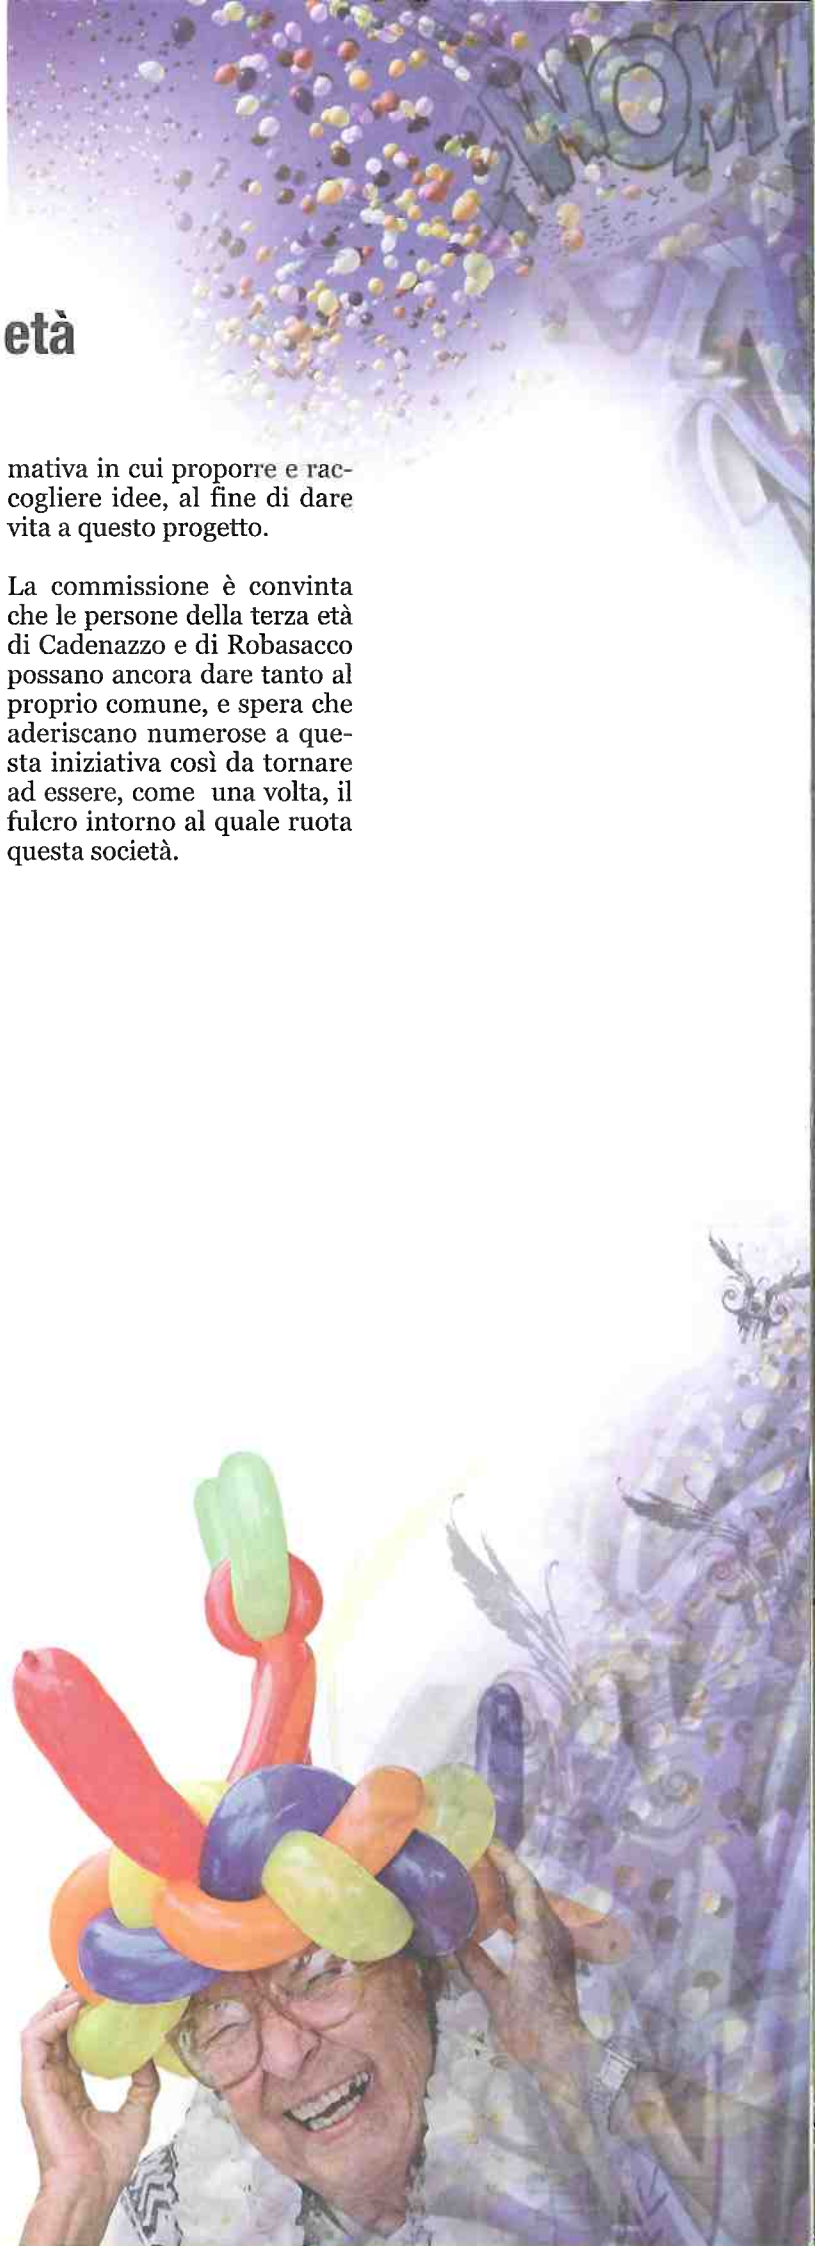 età
mativa in cui proporre e rac-
cogliere idee, al fine di dare
vita a questo progetto.
La commissione è convinta
che le persone della terza età
di Cadenazzo e di Robasacco
possano ancora dare tanto al
proprio comune, e spera che
aderiscano numerose a que-
sta iniziativa così da tornare
ad essere, come una volta, il
fulcro intorno al quale ruota
questa società.